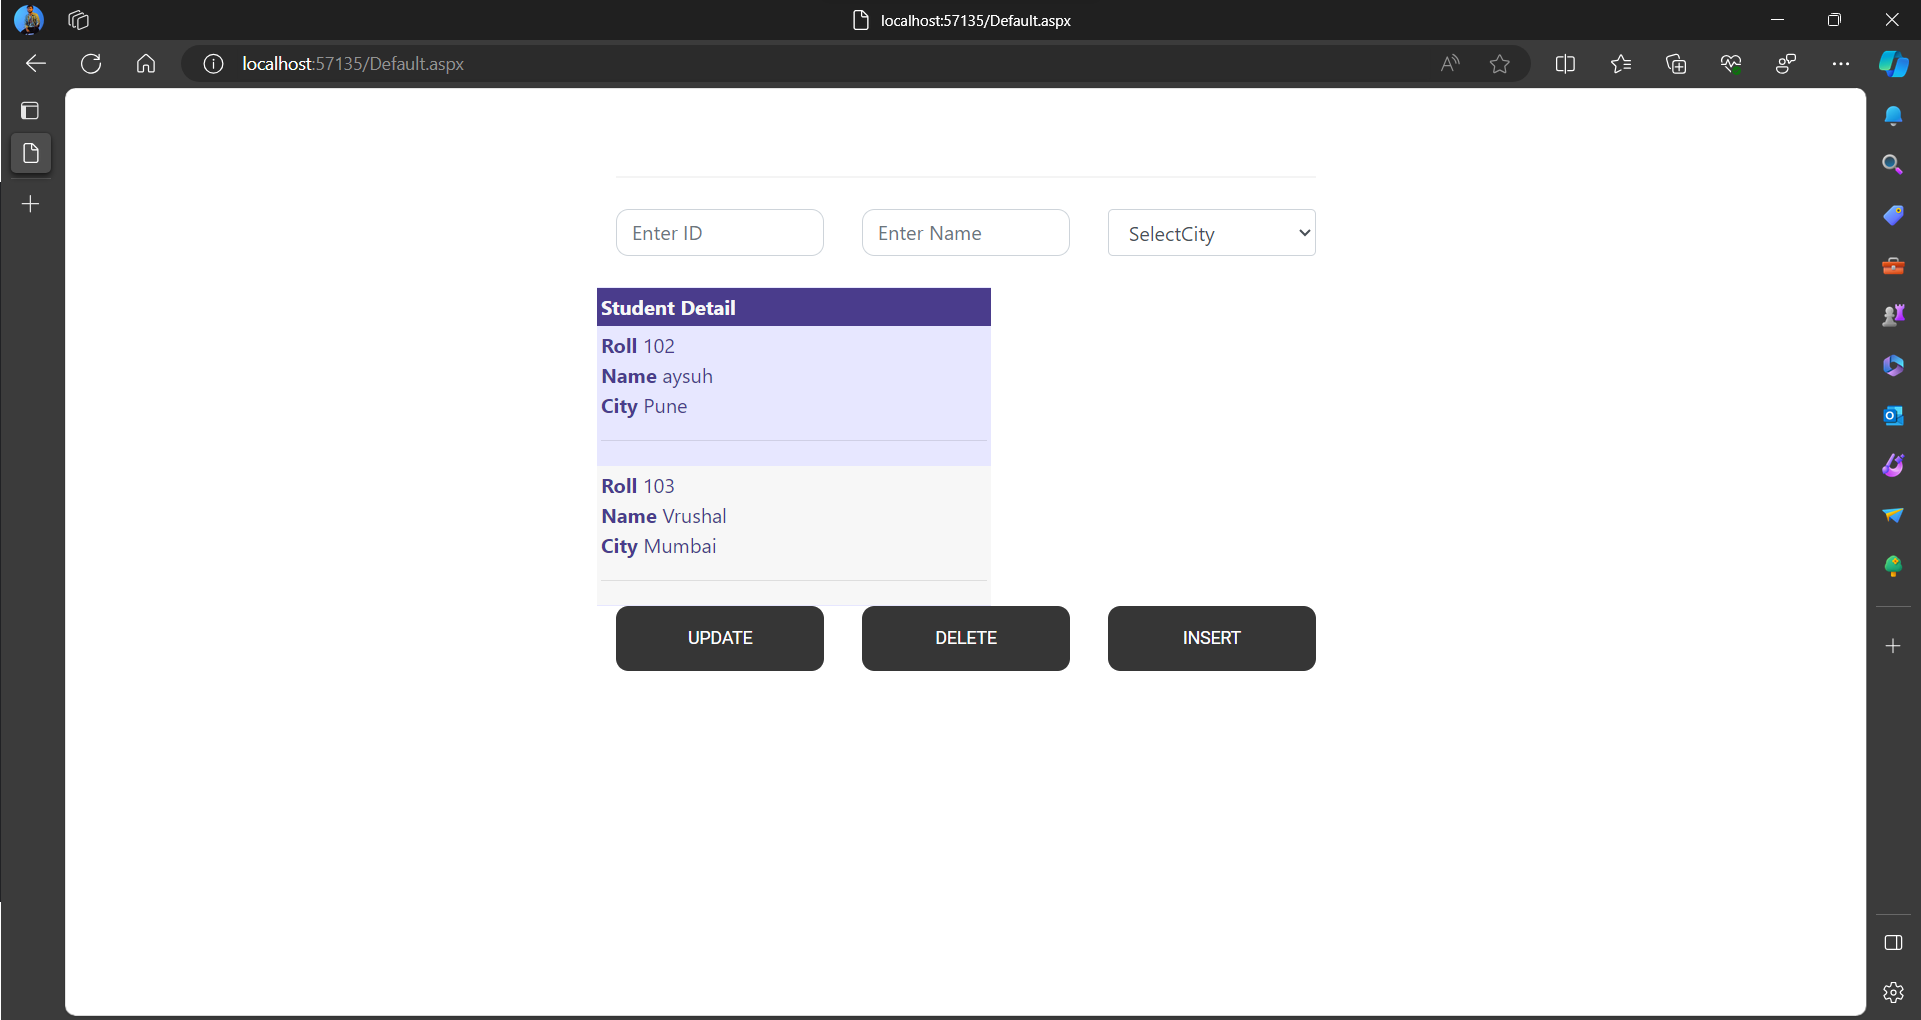 localhost:57135/Default.aspx
localhost:57135/Default.aspx
Enter ID
Enter Name
SelectCity
Student Detail
Roll 102
Name aysuh
City Pune
Roll 103
Name Vrushal
City Mumbai
UPDATE
DELETE
INSERT